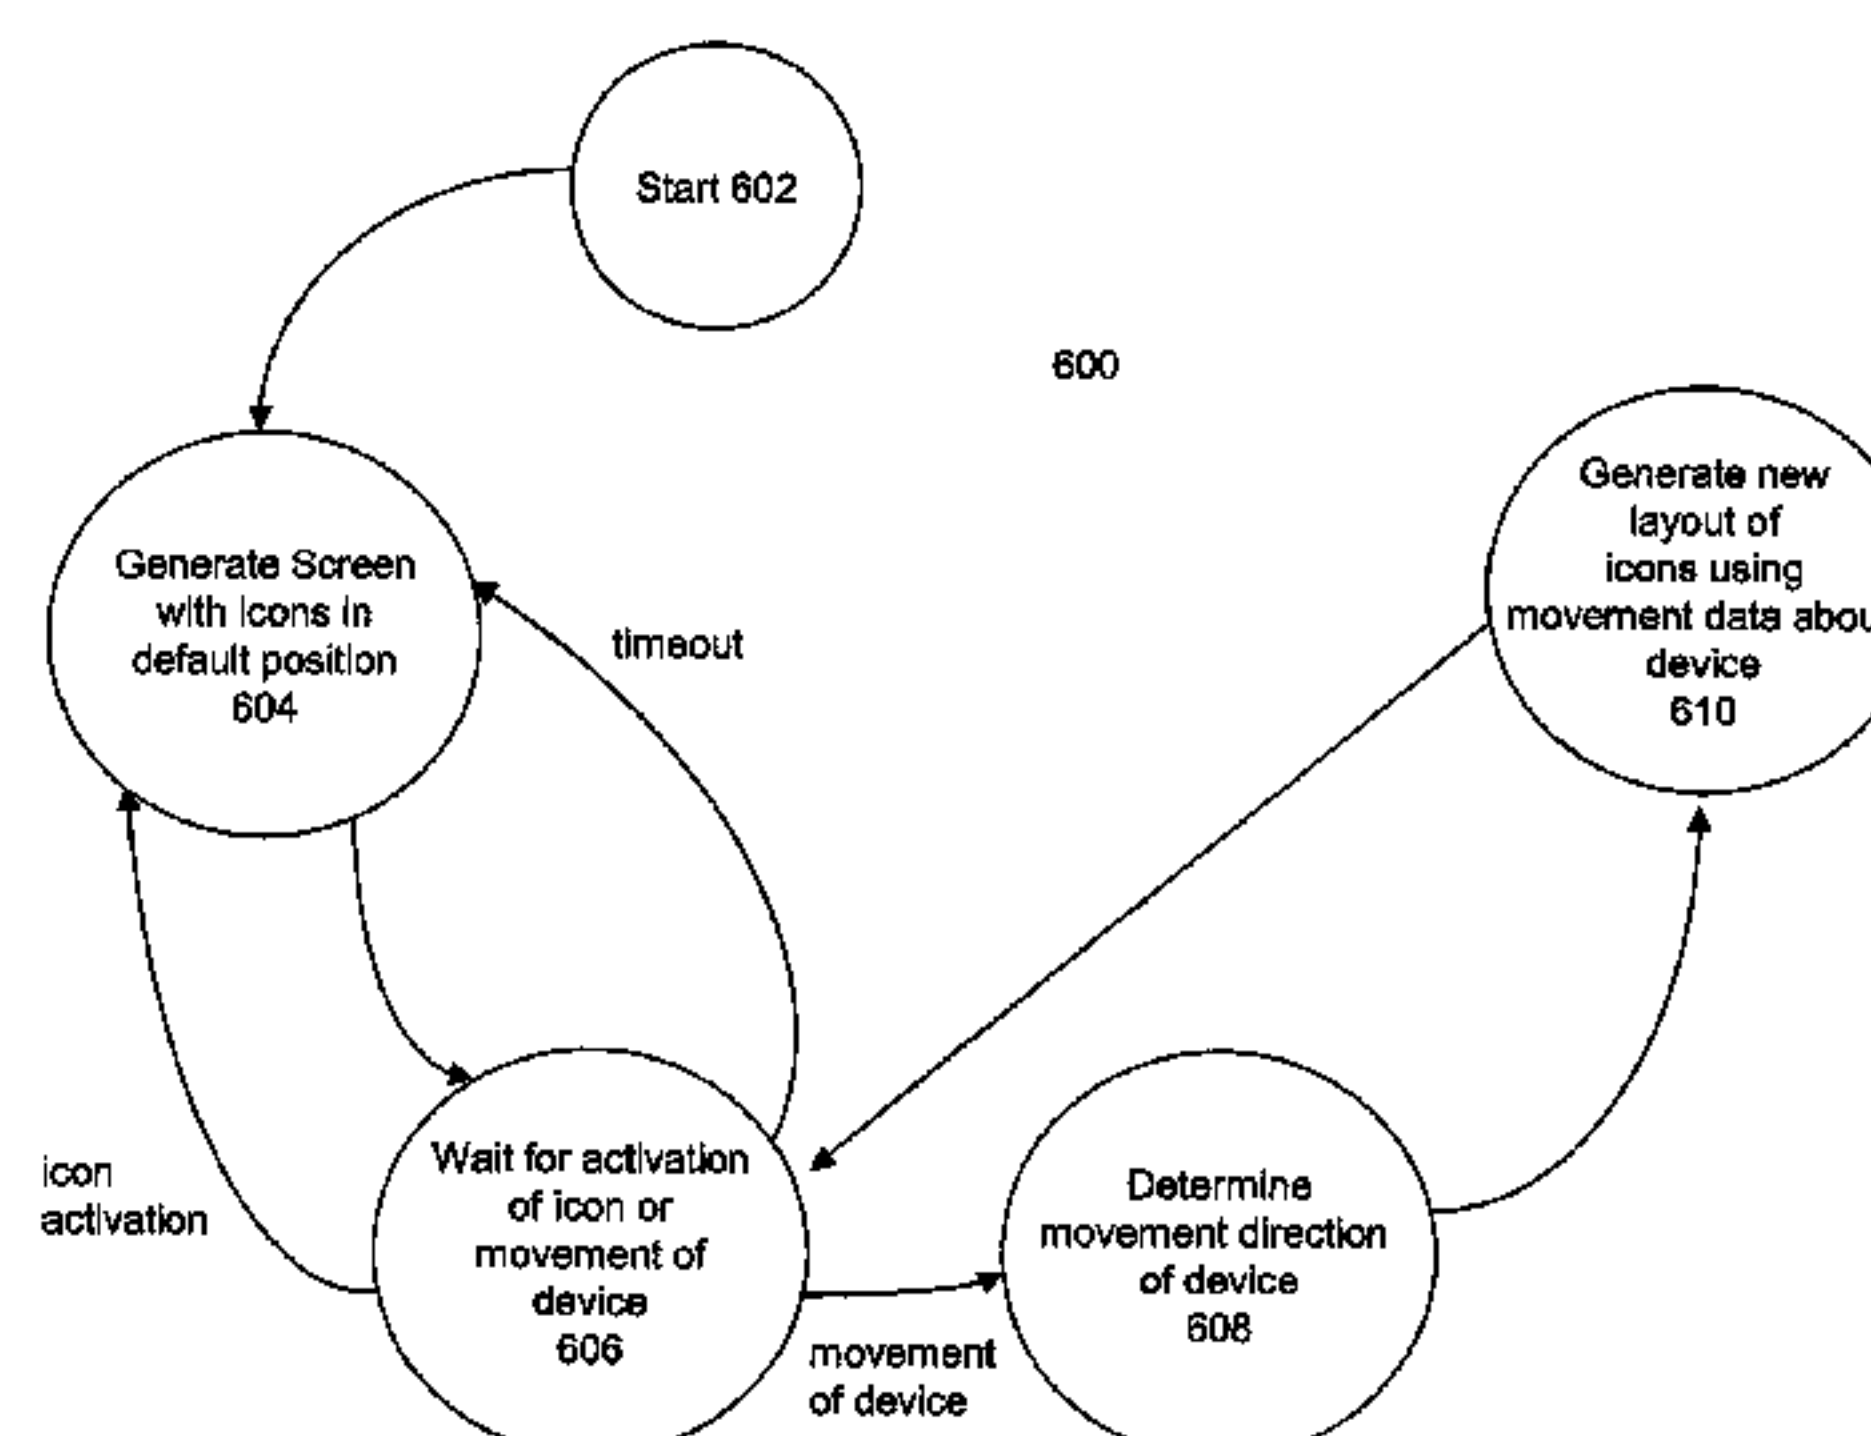 Start 602
600
Generate Screen
with icons in
default position
604
timeout
Generate new
layout of
icons using
movement data abou
device
610
icon
activation
Wait for activation
of icon or
movement of
device
606
movement
of device
Determine
movement direction
of device
608